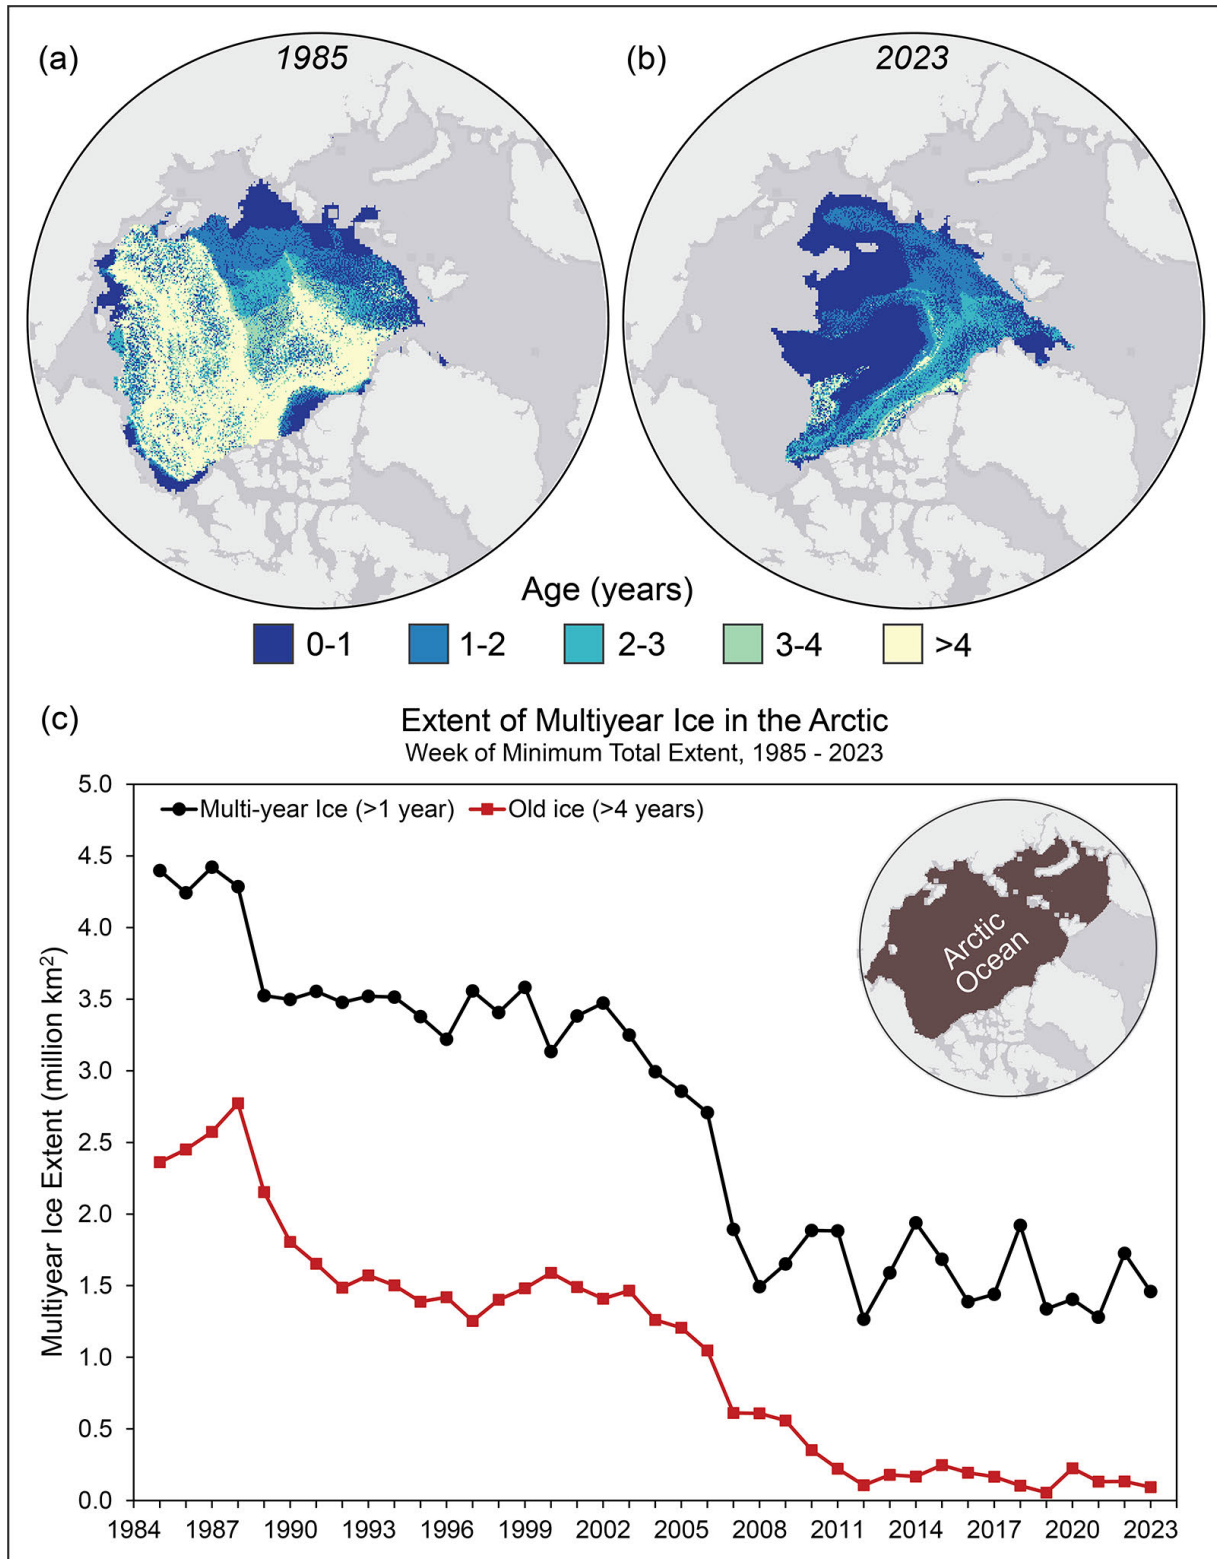 (a) 1985
(b) 2023
Age (years)
0-1 1-2 2-3 3-4 >4
(c) Extent of Multiyear Ice in the Arctic
Week of Minimum Total Extent, 1985 - 2023
Multiyear Ice Extent (million km²)
5.0
4.5
4.0
3.5
3.0
2.5
2.0
1.5
1.0
0.5
0.0
Multi-year Ice (>1 year) Old ice (>4 years)
Arctic
Ocean
1984 1987 1990 1993 1996 1999 2002 2005 2008 2011 2014 2017 2020 2023